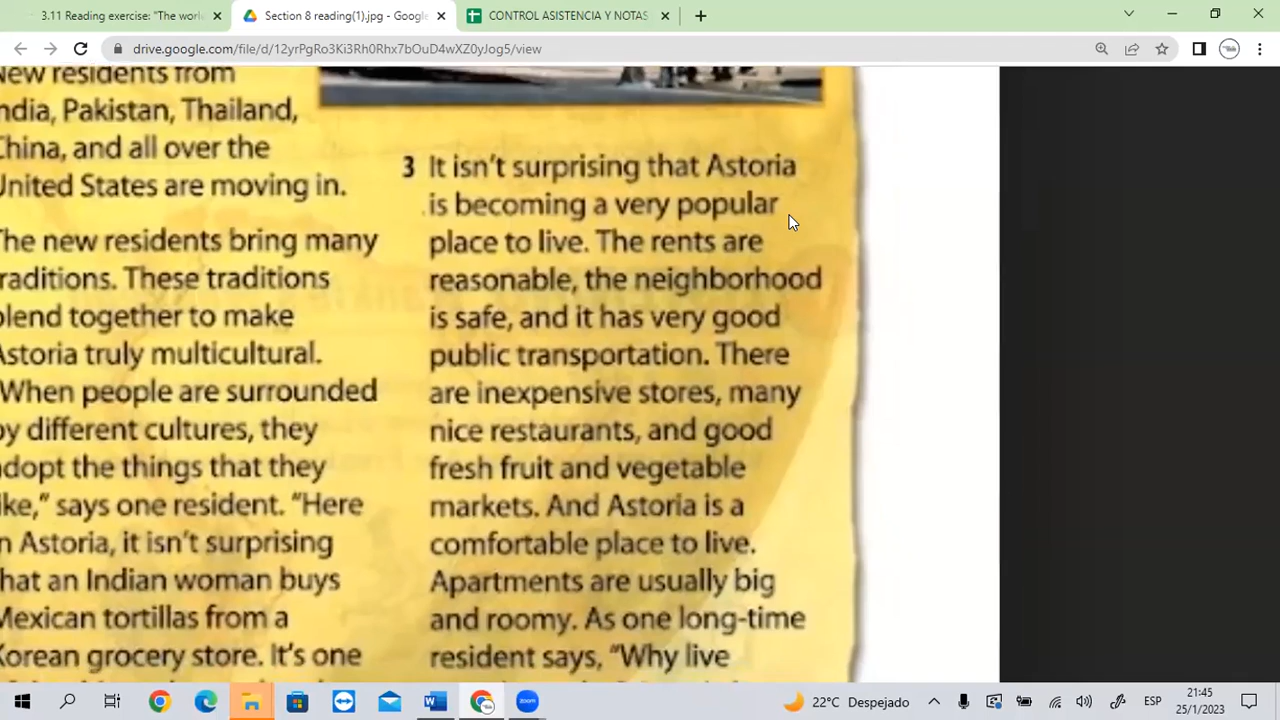 3.11 Reading exercise: "The worl
Section 8 reading(1).jpg - Google
CONTROL ASISTENCIA Y NOTAS
drive.google.com/file/d/12yrPgRo3Ki3Rh0Rhx7bOuD4wXZ0yJog5/view
New residents from
ndia, Pakistan, Thailand,
China, and all over the
United States are moving in.
The new residents bring many
raditions. These traditions
blend together to make
Astoria truly multicultural.
When people are surrounded
by different cultures, they
adopt the things that they
ike," says one resident. "Here
n Astoria, it isn't surprising
hat an Indian woman buys
Mexican tortillas from a
Korean grocery store. It's one
3 It isn't surprising that Astoria
is becoming a very popular
place to live. The rents are
reasonable, the neighborhood
is safe, and it has very good
public transportation. There
are inexpensive stores, many
nice restaurants, and good
fresh fruit and vegetable
markets. And Astoria is a
comfortable place to live.
Apartments are usually big
and roomy. As one long-time
resident says, "Why live
zoom
22°C Despejado
ESP
21:45
25/1/2023